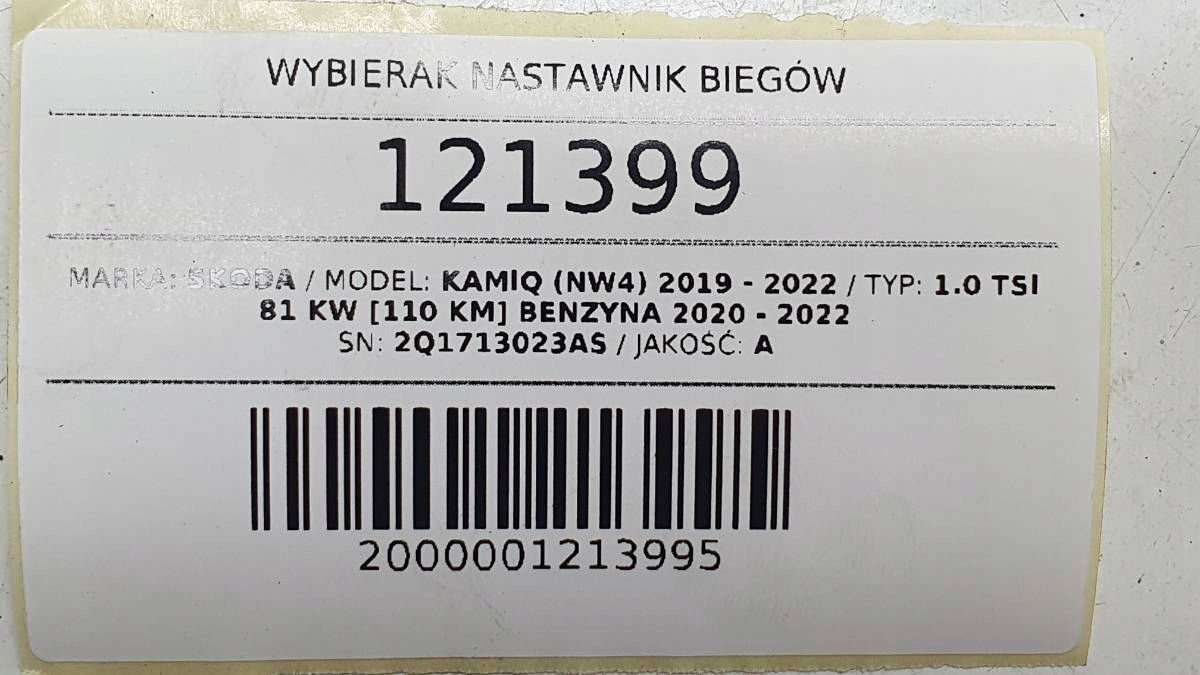 WYBIERAK NASTAWNIK BIEGÓW
121399
MARKA: SKODA / MODEL: KAMIQ (NW4) 2019 - 2022 / TYP: 1.0 TSI
81 KW [110 KM] BENZYNA 2020 - 2022
SN: 2Q1713023AS / JAKOŚĆ: A
2000001213995